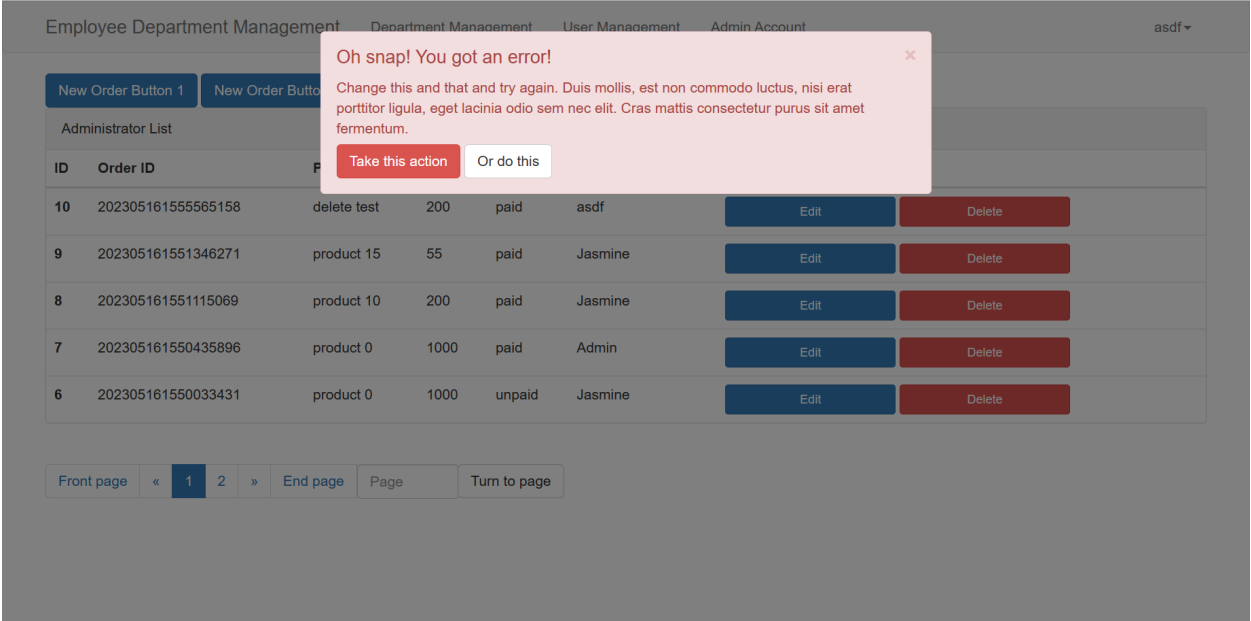 Employee Department Management Department Management User Management Admin Account asdf
Oh snap! You got an error! ×
Change this and that and try again. Duis mollis, est non commodo luctus, nisi erat
porttitor ligula, eget lacinia odio sem nec elit. Cras mattis consectetur purus sit amet
fermentum.
Take this action Or do this
New Order Button 1 New Order
Administrator List
ID Order ID
10 202305161555565158 delete test 200 paid asdf Edit Delete
9 202305161551346271 product 15 55 paid Jasmine Edit Delete
8 202305161551115069 product 10 200 paid Jasmine Edit Delete
7 202305161550435896 product 0 1000 paid Admin Edit Delete
6 202305161550033431 product 0 1000 unpaid Jasmine Edit Delete
Front page « 1 2 » End page Page Turn to page